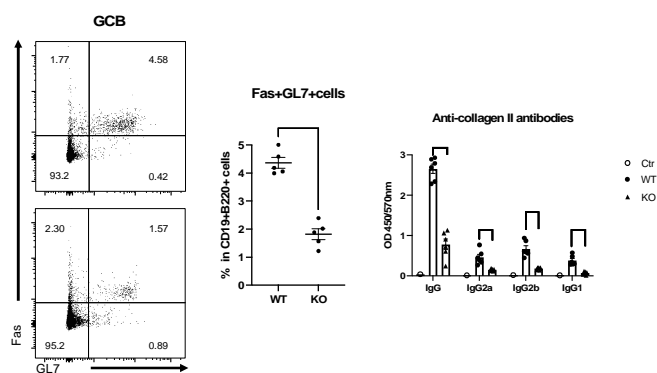 GCB
1.77
4.58
93.2
0.42
2.30
1.57
95.2
0.89
Fas
GL7
Fas+GL7+cells
% in CD19+B220+ cells
5
4
3
2
1
0
WT
KO
Anti-collagen II antibodies
OD 450/570nm
3
2
1
0
IgG
IgG2a
IgG2b
IgG1
Ctr
WT
KO